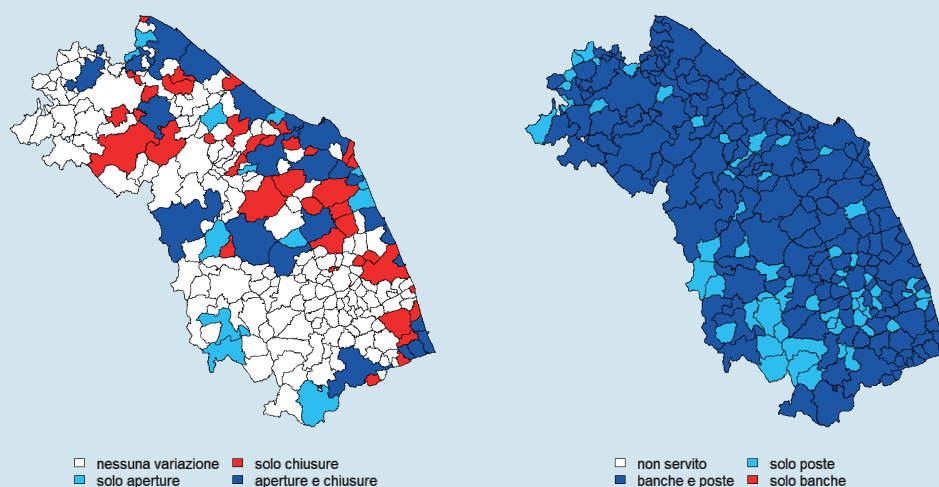 nessuna variazione solo chiusure
solo aperture aperture e chiusure
non servito solo poste
banche e poste solo banche